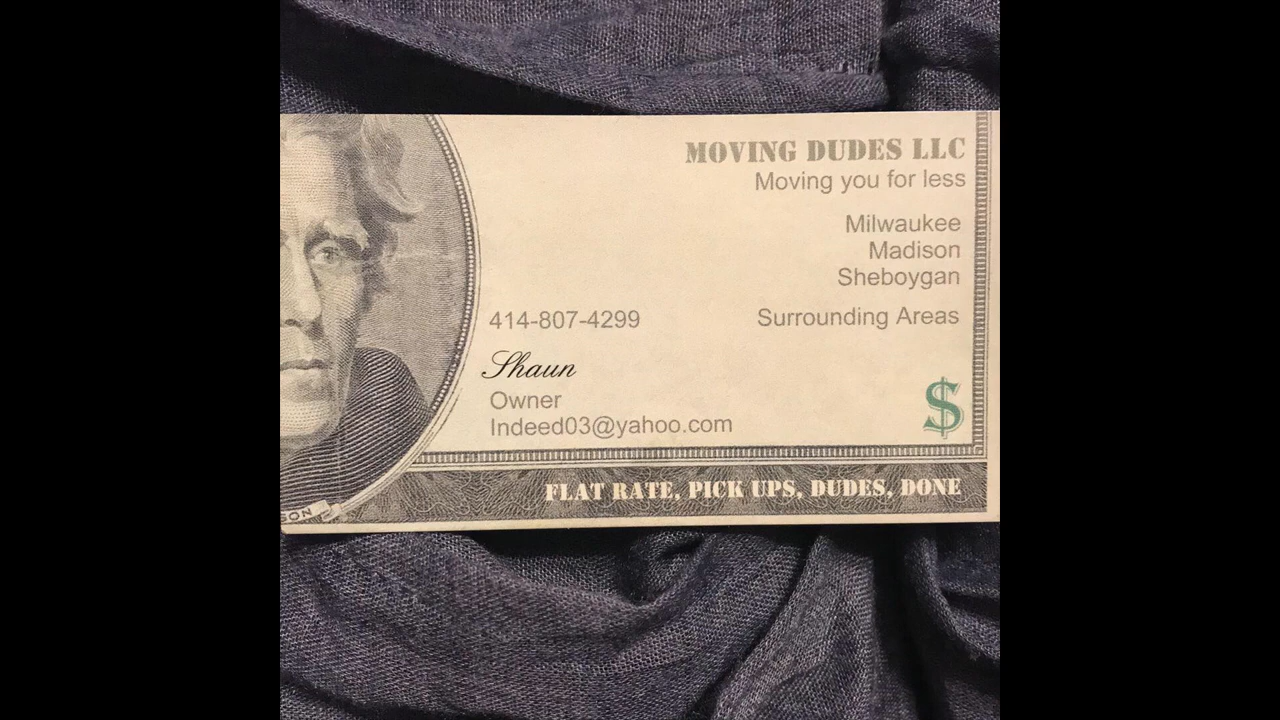 MOVING DUDES LLC
Moving you for less
Milwaukee
Madison
Sheboygan
Surrounding Areas
414-807-4299
Shaun
Owner
Indeed03@yahoo.com
$
FLAT RATE, PICK UPS, DUDES, DONE
SON